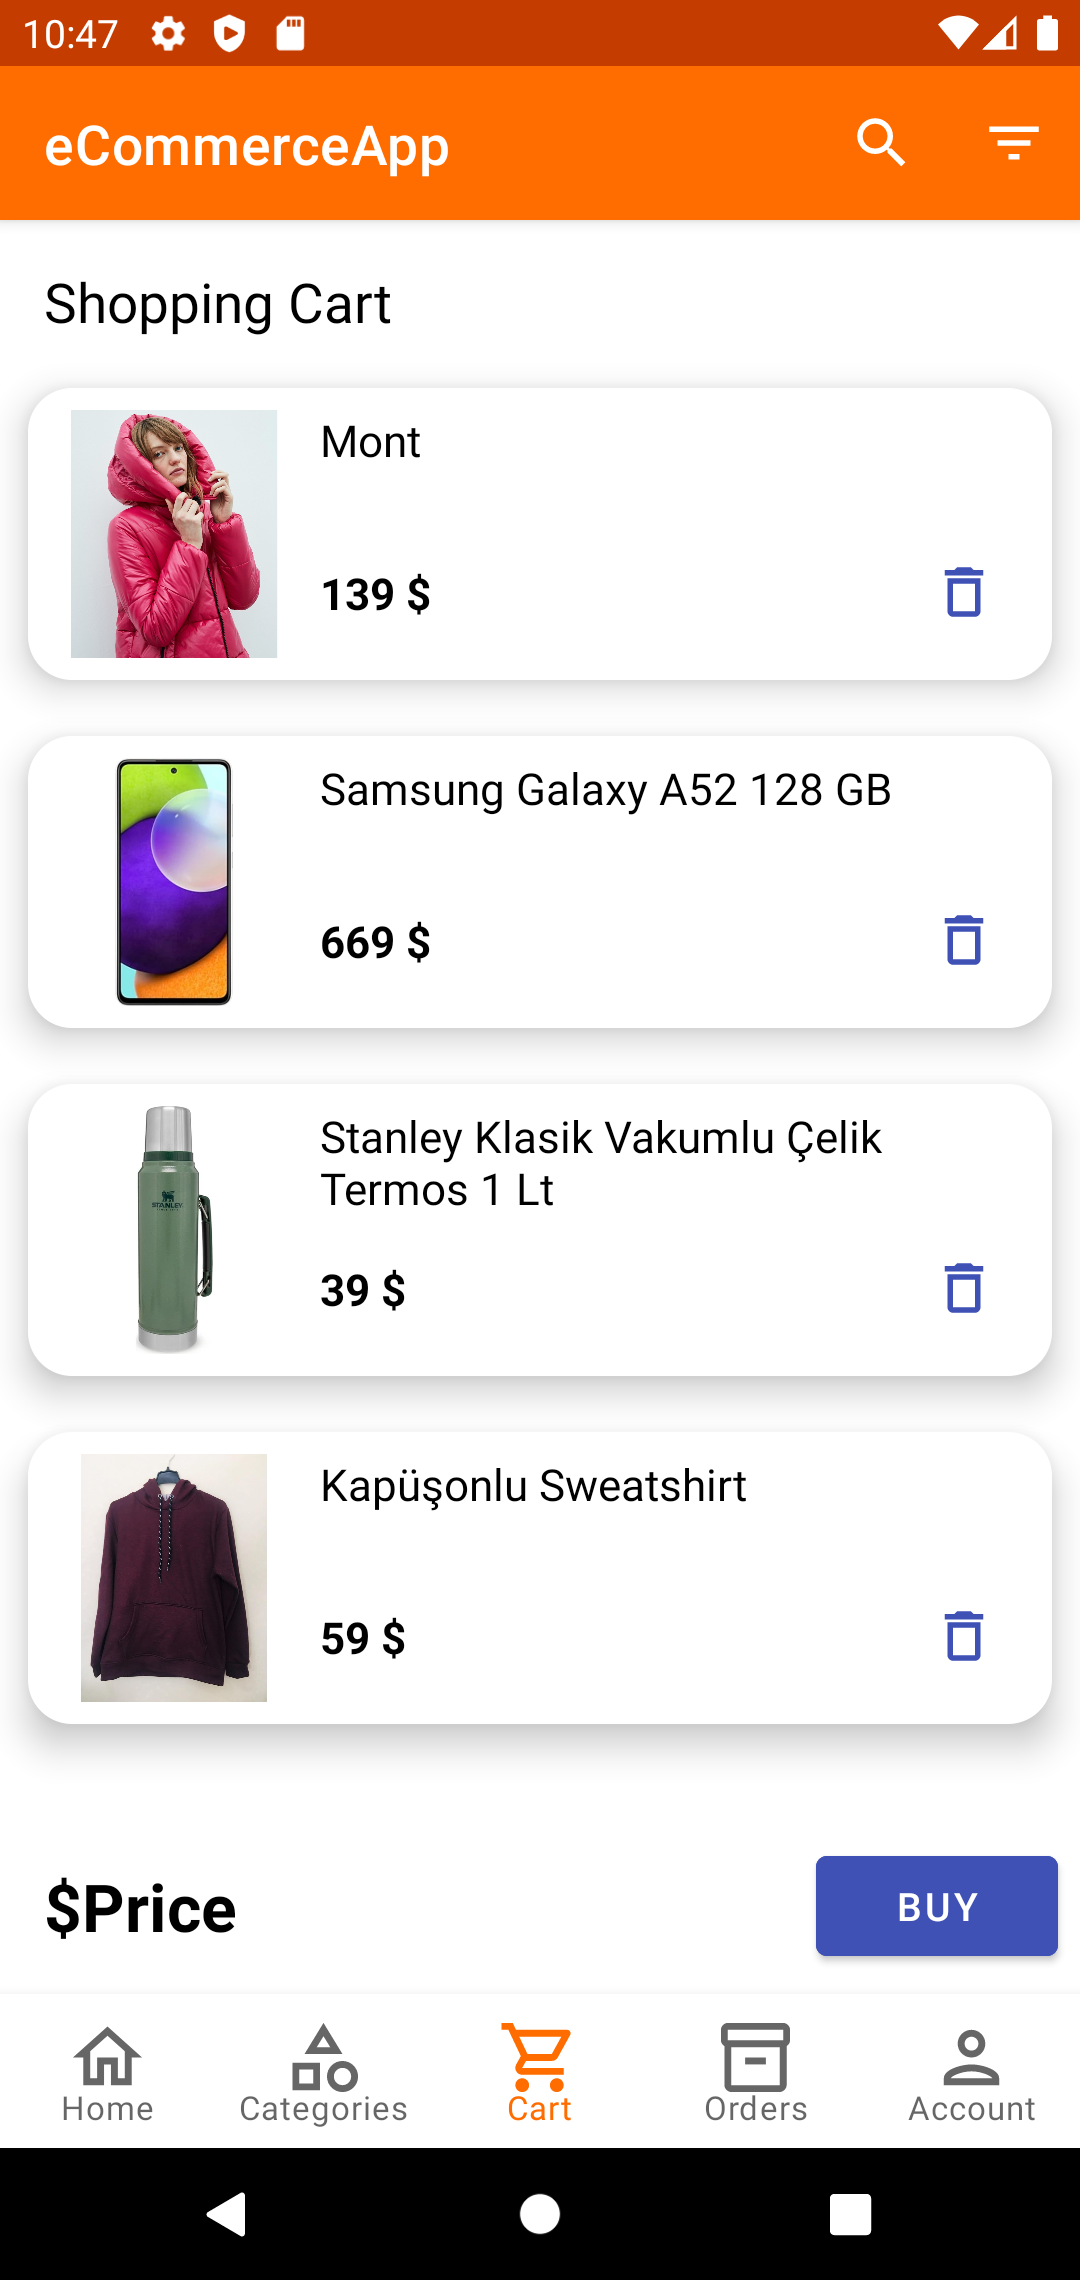 10:47
eCommerceApp
Shopping Cart
Mont
139 $
Samsung Galaxy A52 128 GB
669 $
STANLEY
Stanley Klasik Vakumlu Çelik
Termos 1 Lt
39 $
Kapüşonlu Sweatshirt
59 $
$Price
BUY
Home
Categories
Cart
Orders
Account